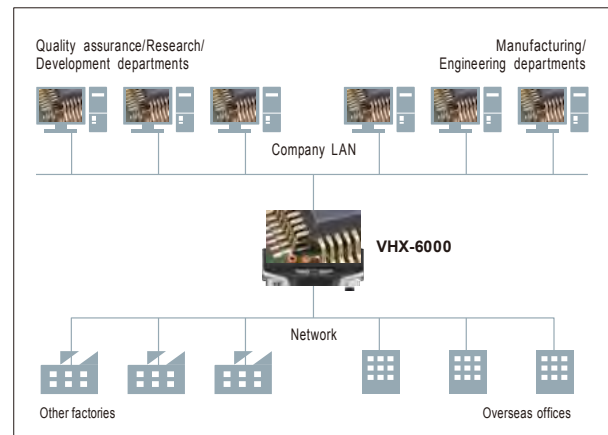 Quality assurance/Research/
Development departments
Manufacturing/
Engineering departments
Company LAN
VHX-6000
Network
Other factories
Overseas offices